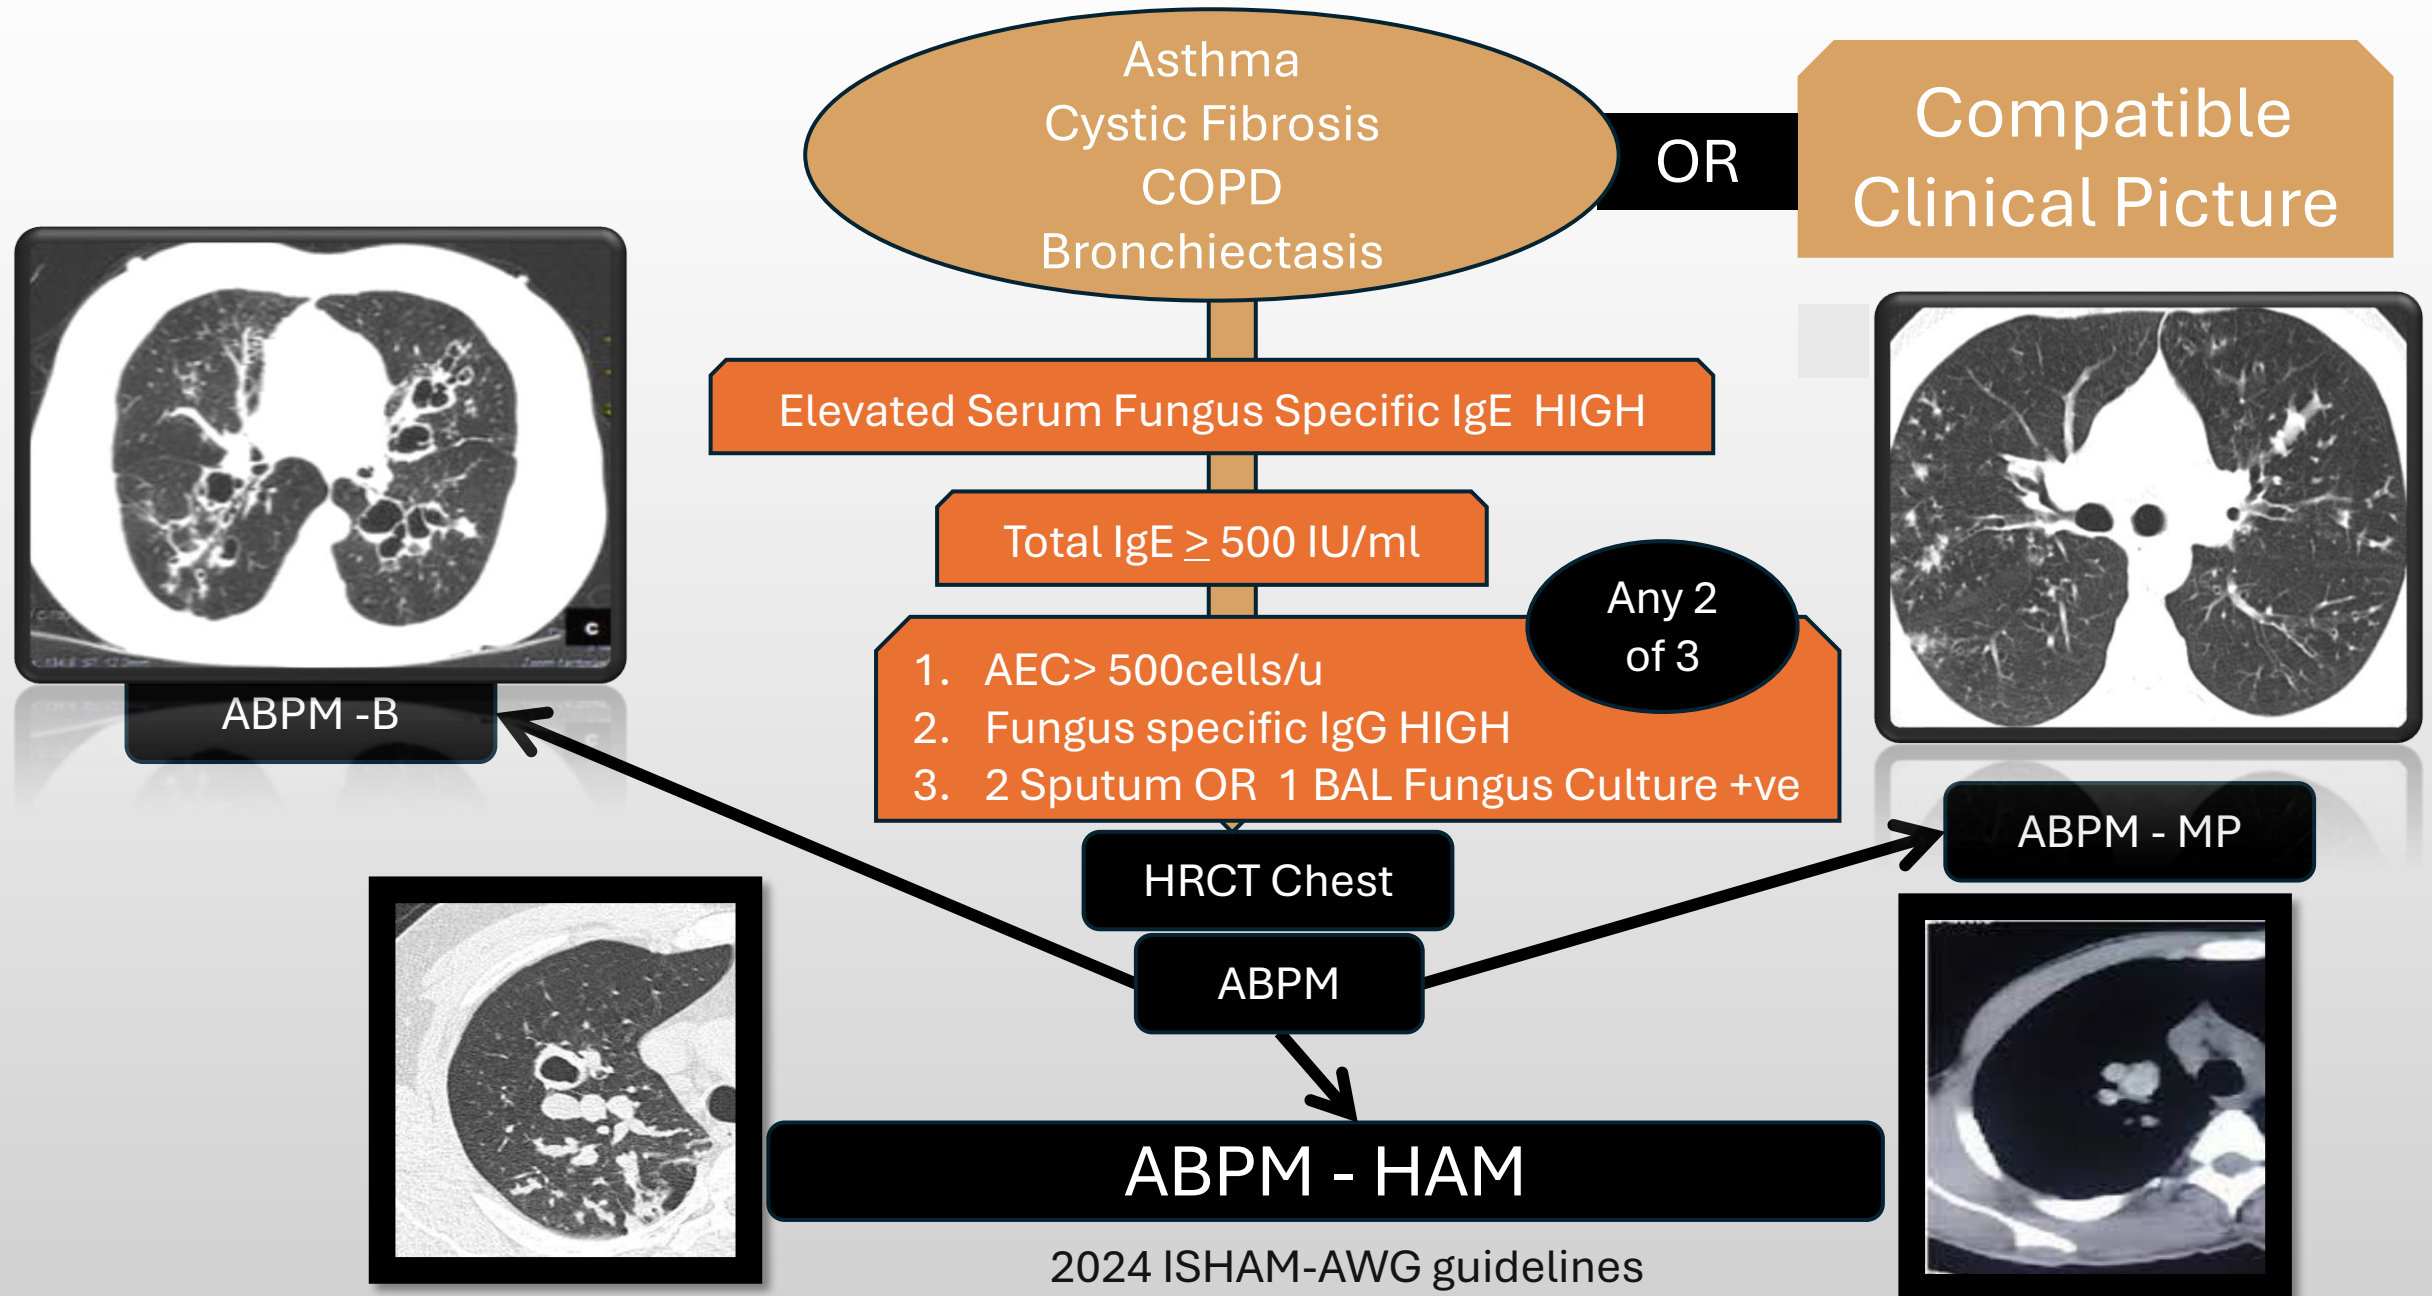 Asthma
Cystic Fibrosis
COPD
Bronchiectasis
OR
Compatible
Clinical Picture
Elevated Serum Fungus Specific IgE HIGH
Total IgE ≥ 500 IU/ml
Any 2
of 3
1. AEC> 500cells/u
2. Fungus specific IgG HIGH
3. 2 Sputum OR 1 BAL Fungus Culture +ve
C
ABPM -B
HRCT Chest
ABPM - MP
ABPM
ABPM - HAM
2024 ISHAM-AWG guidelines